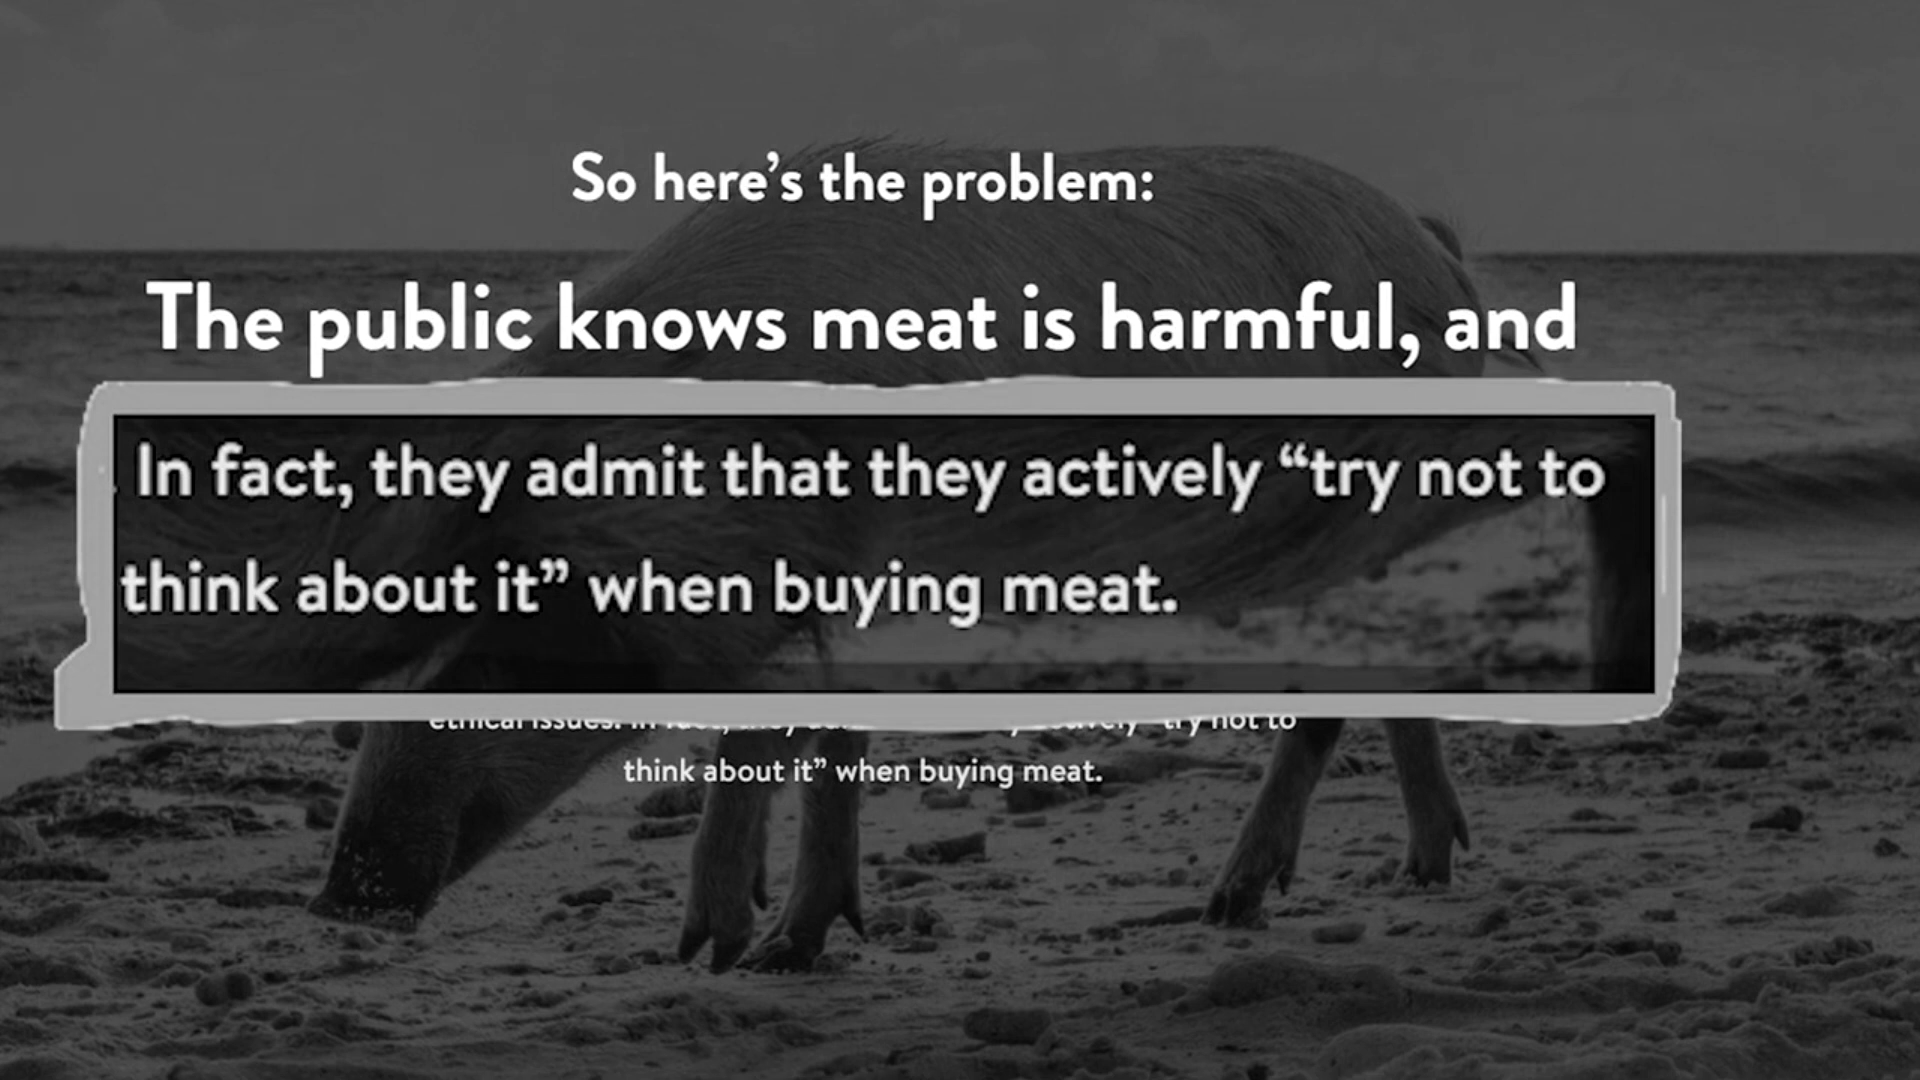 So here's the problem:
The public knows meat is harmful, and
In fact, they admit that they actively “try not to
think about it” when buying meat.
ethical issues. In fact, they try not to
think about it” when buying meat.